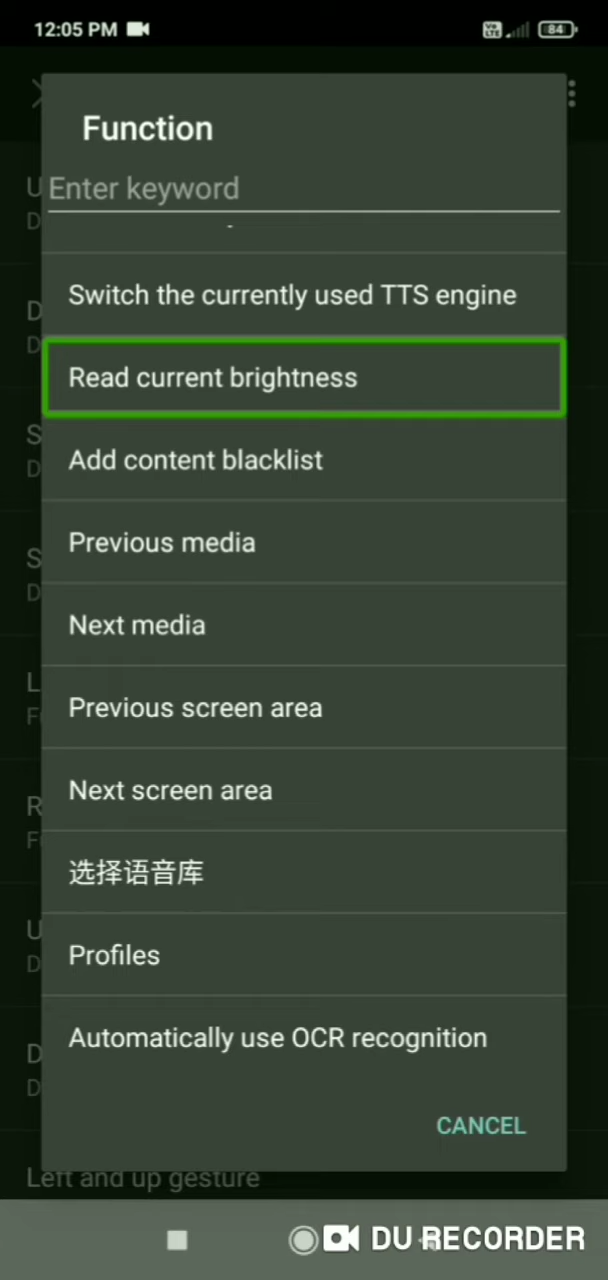 12:05 PM
Vo
LTE
84
Function
Enter keyword
Switch the currently used TTS engine
Read current brightness
Add content blacklist
Previous media
Next media
Previous screen area
Next screen area
选择语音库
Profiles
Automatically use OCR recognition
CANCEL
Left and up gesture
DU RECORDER